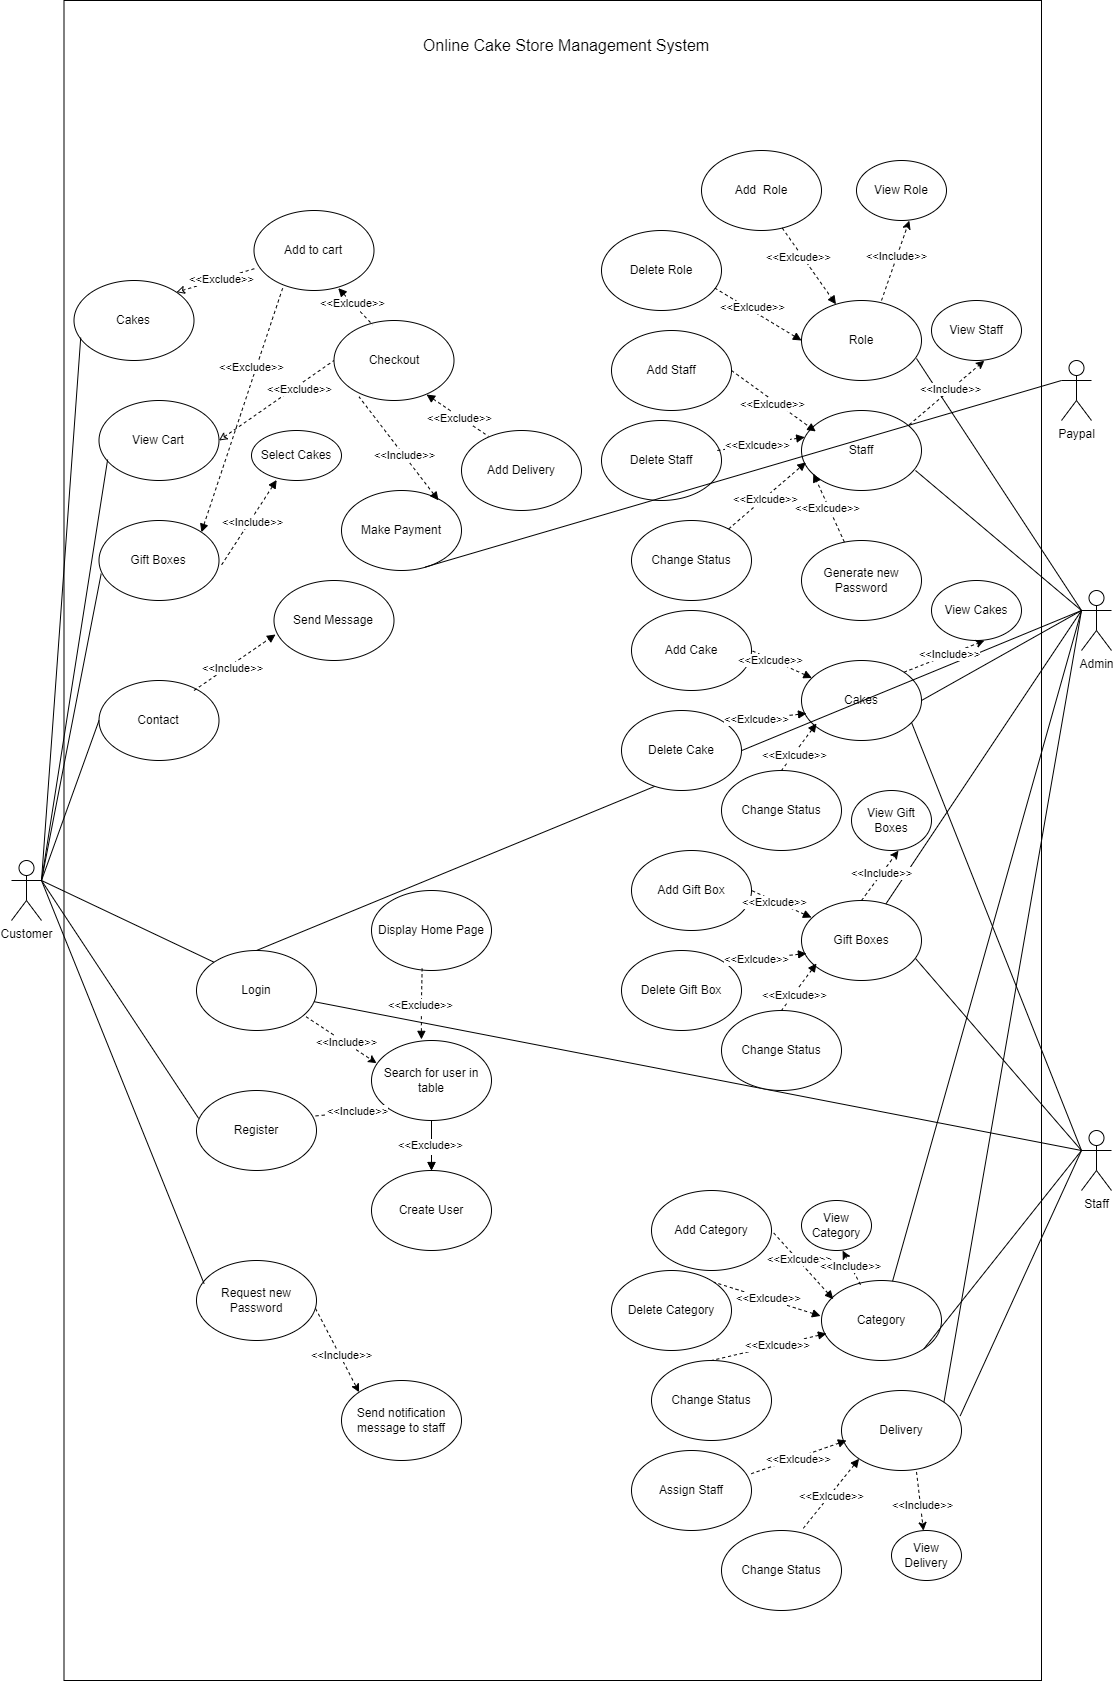 Online Cake Store Management System
Add  Role
View Role
Add to cart
<<Exlcude>>
<<Include>>
Delete Role
<<Exclude>>
<<Exlcude>>
<<Exlcude>>
Cakes
View Staff
Role
Checkout
Add Staff
<<Exclude>>
<<Exclude>>
<<Include>>
<<Exlcude>>
<<Exclude>>
Paypal
View Cart
<<Exlcude>>
Staff
Select Cakes
<<Include>>
Delete Staff
Add Delivery
<<Exlcude>>
<<Exlcude>>
<<Include>>
Make Payment
Gift Boxes
Change Status
Generate new
Password
View Cakes
Send Message
Add Cake
<<Include>>
<<Exlcude>>
Admin
<<Include>>
Cakes
Contact
<<Exlcude>>
Delete Cake
<<Exlcude>>
Change Status
View Gift
Boxes
<<Include>>
Add Gift Box
<<Exlcude>>
Customer
Display Home Page
Gift Boxes
<<Exlcude>>
Login
Delete Gift Box
<<Exlcude>>
<<Exclude>>
<<Include>>
Change Status
Search for user in
table
<<Include>>
Register
<<Exclude>>
Create User
Staff
View
Category
Add Category
<<Exlcude>>
<<Include>>
Request new
Password
<<Exlcude>>
Delete Category
Category
<<Exlcude>>
<<Include>>
Change Status
Send notification
message to staff
Delivery
<<Exlcude>>
Assign Staff
<<Exlcude>>
<<Include>>
View
Delivery
Change Status